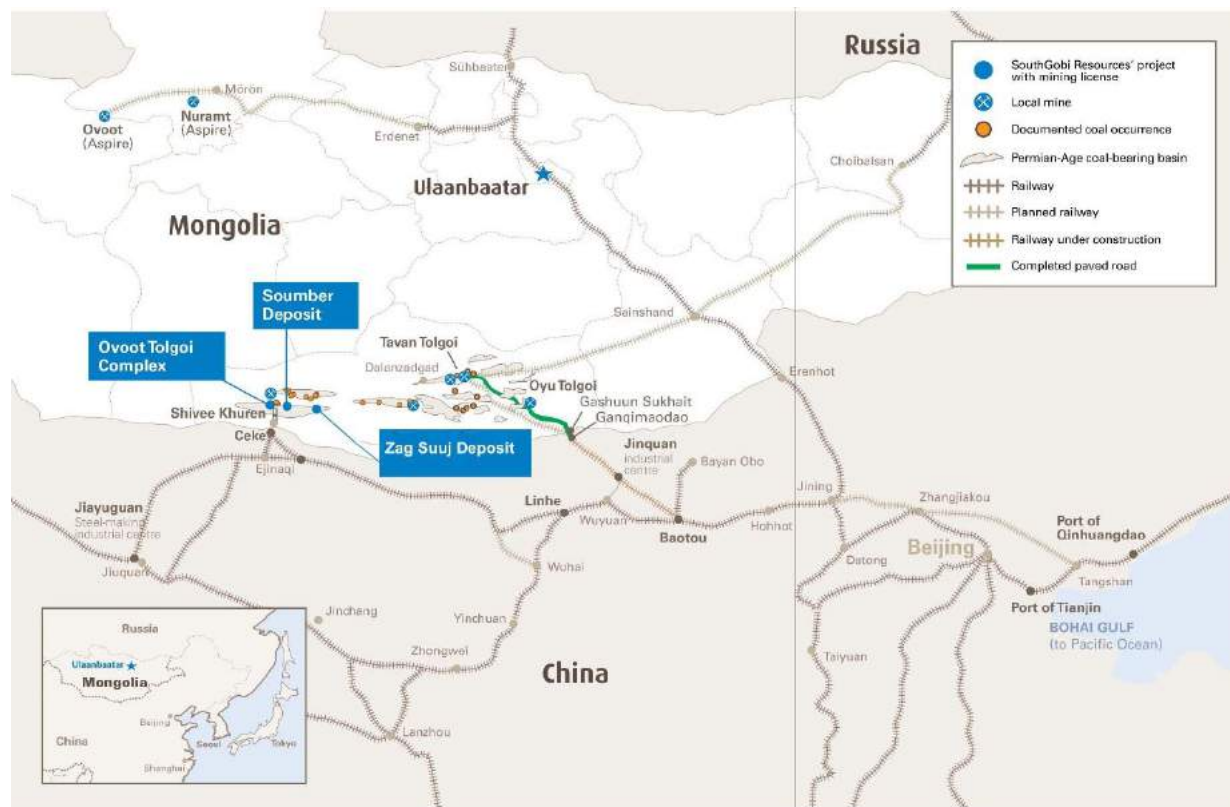 Russia
SouthGobi Resources' project
with mining license
Local mine
Documented coal occurrence
Permian-Age coal-bearing basin
Railway
Planned railway
Railway under construction
Completed paved road
Sühbaatar
Mörön
Ovoot
(Aspire)
Nuramt
(Aspire)
Erdenet
Choibalsan
Ulaanbaatar
Mongolia
Soumber
Deposit
Ovoot Tolgoi
Complex
Sainshand
Tavan Tolgoi
Dalanzadgad
Oyu Tolgoi
Erenhot
Gashuun Sukhait
Ganqimaodao
Shivee Khuren
Ceke
Zag Suuj Deposit
Ejinaqi
Jinquan
industrial
centre
Bayan Obo
Linhe
Wuyuan
Baotou
Hohhot
Jining
Zhangjiakou
Port of
Qinhuangdao
Jiayuguan
Steel-making
industrial centre
Jiuquan
Beijing
Datong
Tangshan
Wuhai
Port of Tianjin
BOHAI GULF
(to Pacific Ocean)
Jinchang
Yinchuan
Zhongwei
Taiyuan
China
Lanzhou
Russia
Ulaanbaatar
Mongolia
Beijing
Seoul
Tokyo
China
Shanghai